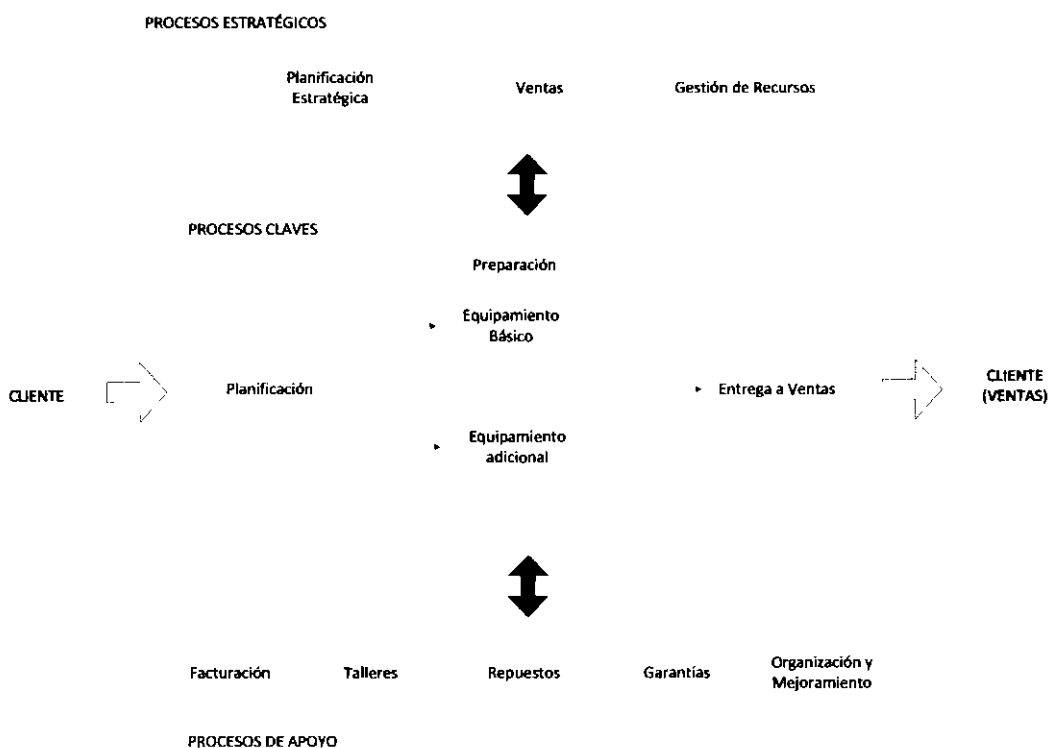 PROCESOS ESTRATÉGICOS
Planificación
Estratégica
Ventas
Gestión de Recursos
PROCESOS CLAVES
Preparación
Equipamiento
Básico
CLIENTE
Planificación
Entrega a Ventas
CLIENTE
(VENTAS)
Equipamiento
adicional
Facturación
Talleres
Repuestos
Garantías
Organización y
Mejoramiento
PROCESOS DE APOYO